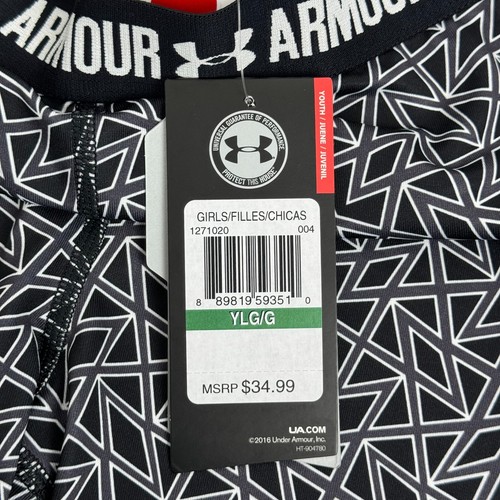 ARMOUR
ARMOUR
UNIVERSAL GUARANTEE OF PERFORMANCE
PROTECT THIS HOUSE
YOUTH / JUENE / JUVENIL
GIRLS/FILLES/CHICAS
1271020 004
8 89819 59351 0
YLG/G
MSRP $34.99
UA.COM
©2016 Under Armour, Inc.
HT-904780